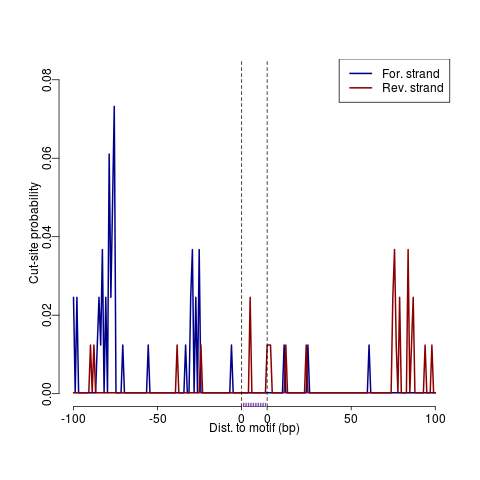 For. strand
Rev. strand
Cut-site probability
0.08
0.06
0.04
0.02
0.00
-100 -50 0 0 50 100
Dist. to motif (bp)